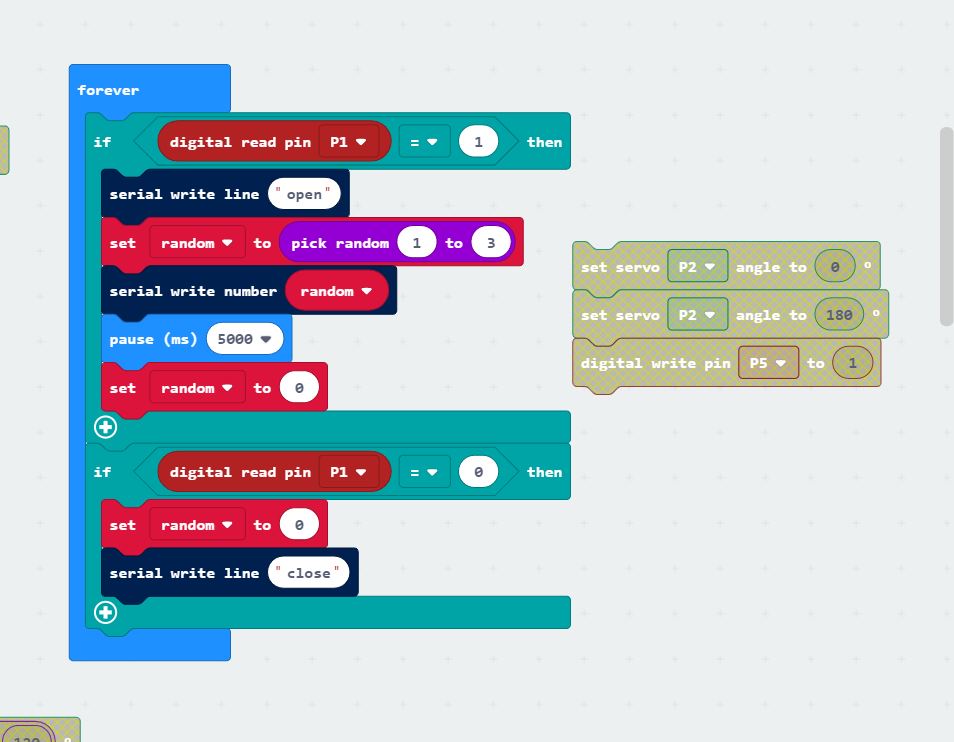 forever
if digital read pin P1 = 1 then
serial write line "open"
set random to pick random 1 to 3
serial write number random
pause (ms) 5000
set random to 0
if digital read pin P1 = 0 then
set random to 0
serial write line "close"
set servo P2 angle to 0 °
set servo P2 angle to 180 °
digital write pin P5 to 1